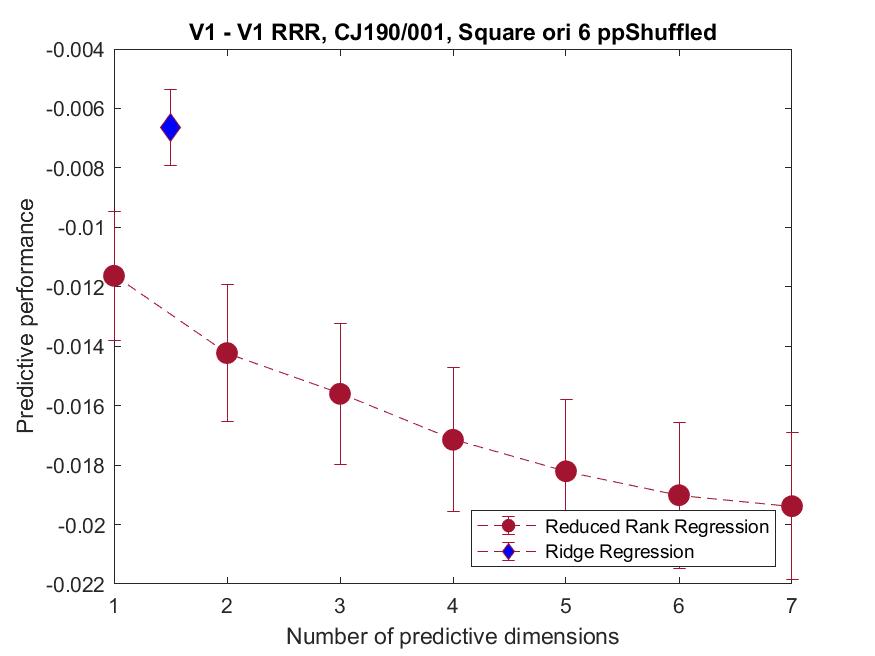 V1 - V1 RRR, CJ190/001, Square ori 6 ppShuffled
-0.004
-0.006
-0.008
-0.01
-0.012
-0.014
-0.016
-0.018
-0.02
-0.022
Predictive performance
Reduced Rank Regression
Ridge Regression
1 2 3 4 5 6 7
Number of predictive dimensions